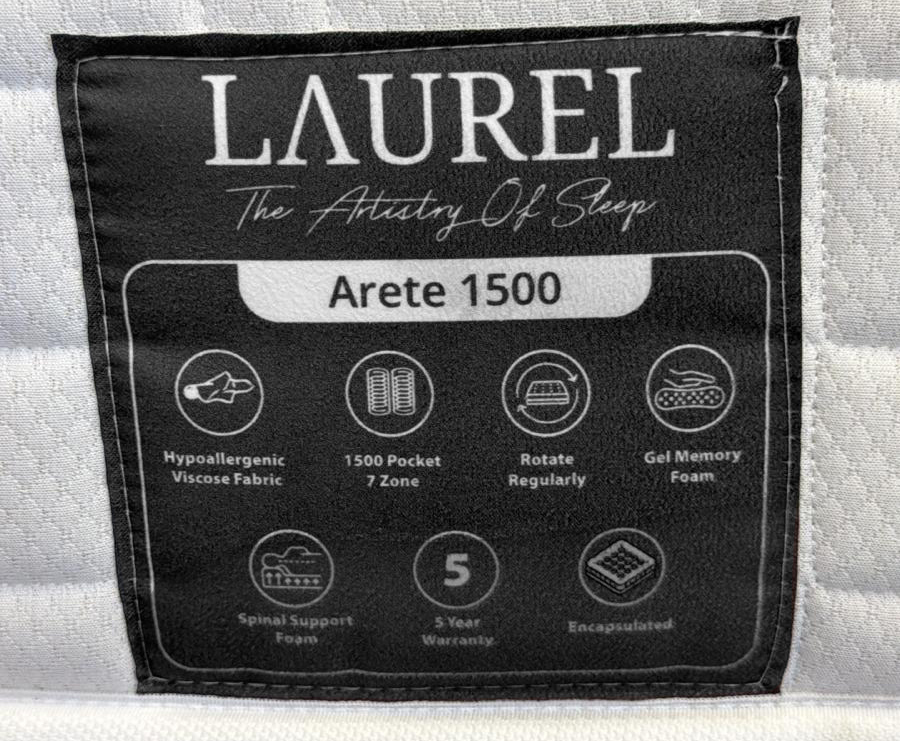 LAUREL
The Artistry Of Sleep
Arete 1500
Hypoallergenic
Viscose Fabric
1500 Pocket
7 Zone
Rotate
Regularly
Gel Memory
Foam
Spinal Support
Foam
5
5 Year
Warranty
Encapsulated